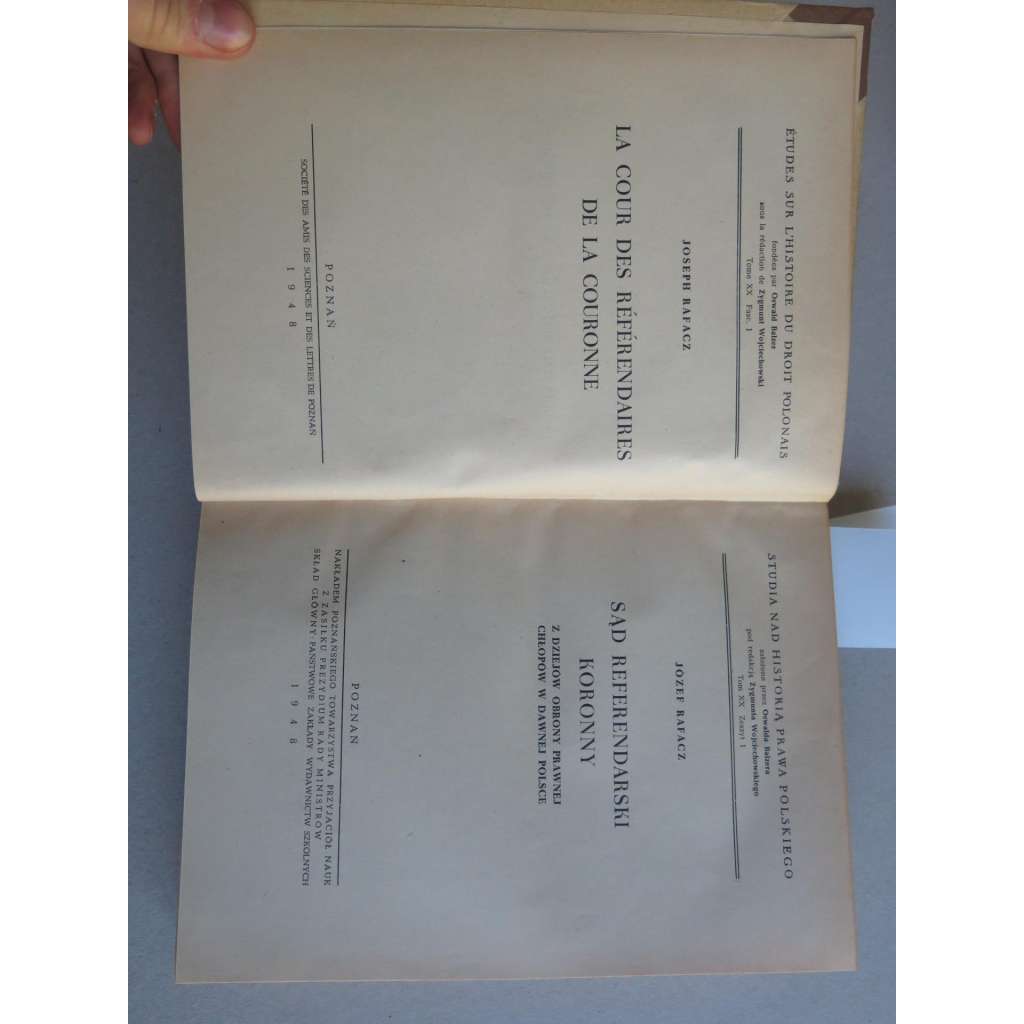 ÉTUDES SUR L'HISTOIRE DU DROIT POLONAIS
fondées par Oswald Balzer
sous la rédaction de Zygmunt Wojciechowski
Tome XX Fasc. 1
JOSEPH RAFACZ
LA COUR DES RÉFÉRENDAIRES
DE LA COURONNE
POZNAŃ
SOCIÉTÉ DES AMIS DES SCIENCES ET DES LETTRES DE POZNAŃ
1948
STUDIA NAD HISTORIĄ PRAWA POLSKIEGO
założone przez Oswalda Balzera
pod redakcją Zygmunta Wojciechowskiego
Tom XX Zeszyt 1
JÓZEF RAFACZ
SĄD REFERENDARSKI
KORONNY
Z DZIEJÓW OBRONY PRAWNEJ
CHŁOPÓW W DAWNEJ POLSCE
POZNAŃ
NAKŁADEM POZNAŃSKIEGO TOWARZYSTWA PRZYJACIÓŁ NAUK
Z ZASIŁKU PREZYDIUM RADY MINISTRÓW
SKŁAD GŁÓWNY: PAŃSTWOWE ZAKŁADY WYDAWNICTW SZKOLNYCH
1948